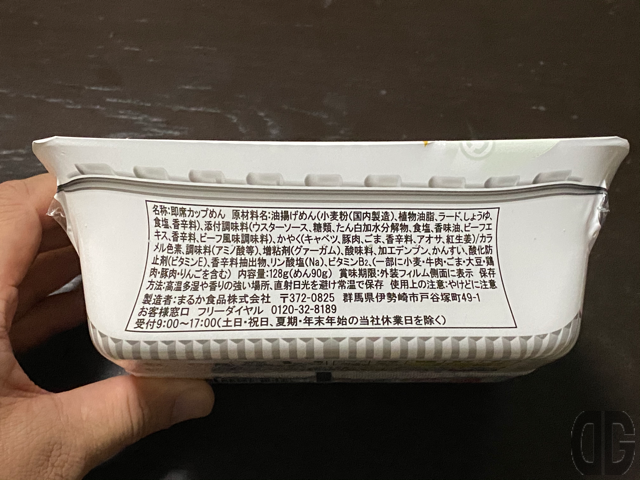 名称:即席カップめん 原材料名:油揚げめん(小麦粉(国内製造)、植物油脂、ラード、しょうゆ、
食塩、香辛料)、添付調味料(ウスターソース、糖類、たん白加水分解物、食塩、香味油、ビーフエ
キス、香辛料、ビーフ風味調味料)、かやく(キャベツ、豚肉、ごま、香辛料、アオサ、紅生姜)/カラ
メル色素、調味料(アミノ酸等)、増粘剤(グァーガム)、酸味料、加工デンプン、かんすい、酸化防
止剤(ビタミンE)、香辛料抽出物、リン酸塩(Na)、ビタミンB₂、(一部に小麦・牛肉・ごま・大豆・鶏
肉・豚肉・りんごを含む) 内容量:128g(めん90g) 賞味期限:外装フィルム側面に表示 保存
方法:高温多湿や香りの強い場所、直射日光を避け常温で保存 使用上の注意:やけどに注意
製造者:まるか食品株式会社 〒372-0825 群馬県伊勢崎市戸谷塚町49-1
お客様窓口 フリーダイヤル 0120-32-8189
受付9:00~17:00(土日・祝日、夏期・年末年始の当社休業日を除く)
DG